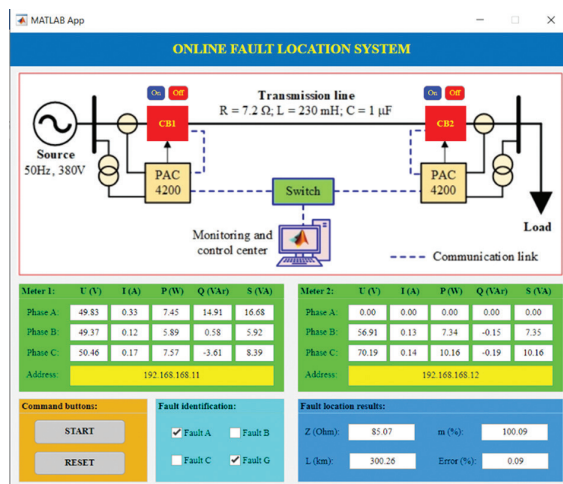 MATLAB App
ONLINE FAULT LOCATION SYSTEM
On Off
Transmission line
R = 7.2 Ω; L = 230 mH; C = 1 μF
On Off
CB1
CB2
Source
50Hz, 380V
PAC
4200
Switch
PAC
4200
Load
Monitoring and
control center
Communication link
Meter 1: U (V) I (A) P (W) Q (VAr) S (VA)
Phase A: 49.83 0.33 7.45 14.91 16.68
Phase B: 49.37 0.12 5.89 0.58 5.92
Phase C: 50.46 0.17 7.57 -3.61 8.39
Address: 192.168.168.11
Meter 2: U (V) I (A) P (W) Q (VAr) S (VA)
Phase A: 0.00 0.00 0.00 0.00 0.00
Phase B: 56.91 0.13 7.34 -0.15 7.35
Phase C: 70.19 0.14 10.16 -0.19 10.16
Address: 192.168.168.12
Command buttons:
START
RESET
Fault identification:
Fault A Fault B
Fault C Fault G
Fault location results:
Z (Ohm): 85.07 m (%): 100.09
L (km): 300.26 Error (%): 0.09